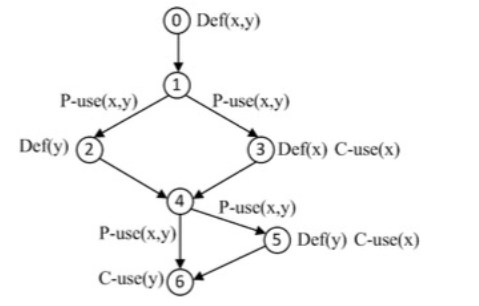 0 Def(x,y)
1
P-use(x,y) P-use(x,y)
Def(y) 2 3 Def(x) C-use(x)
4 P-use(x,y)
P-use(x,y) 5 Def(y) C-use(x)
C-use(y) 6